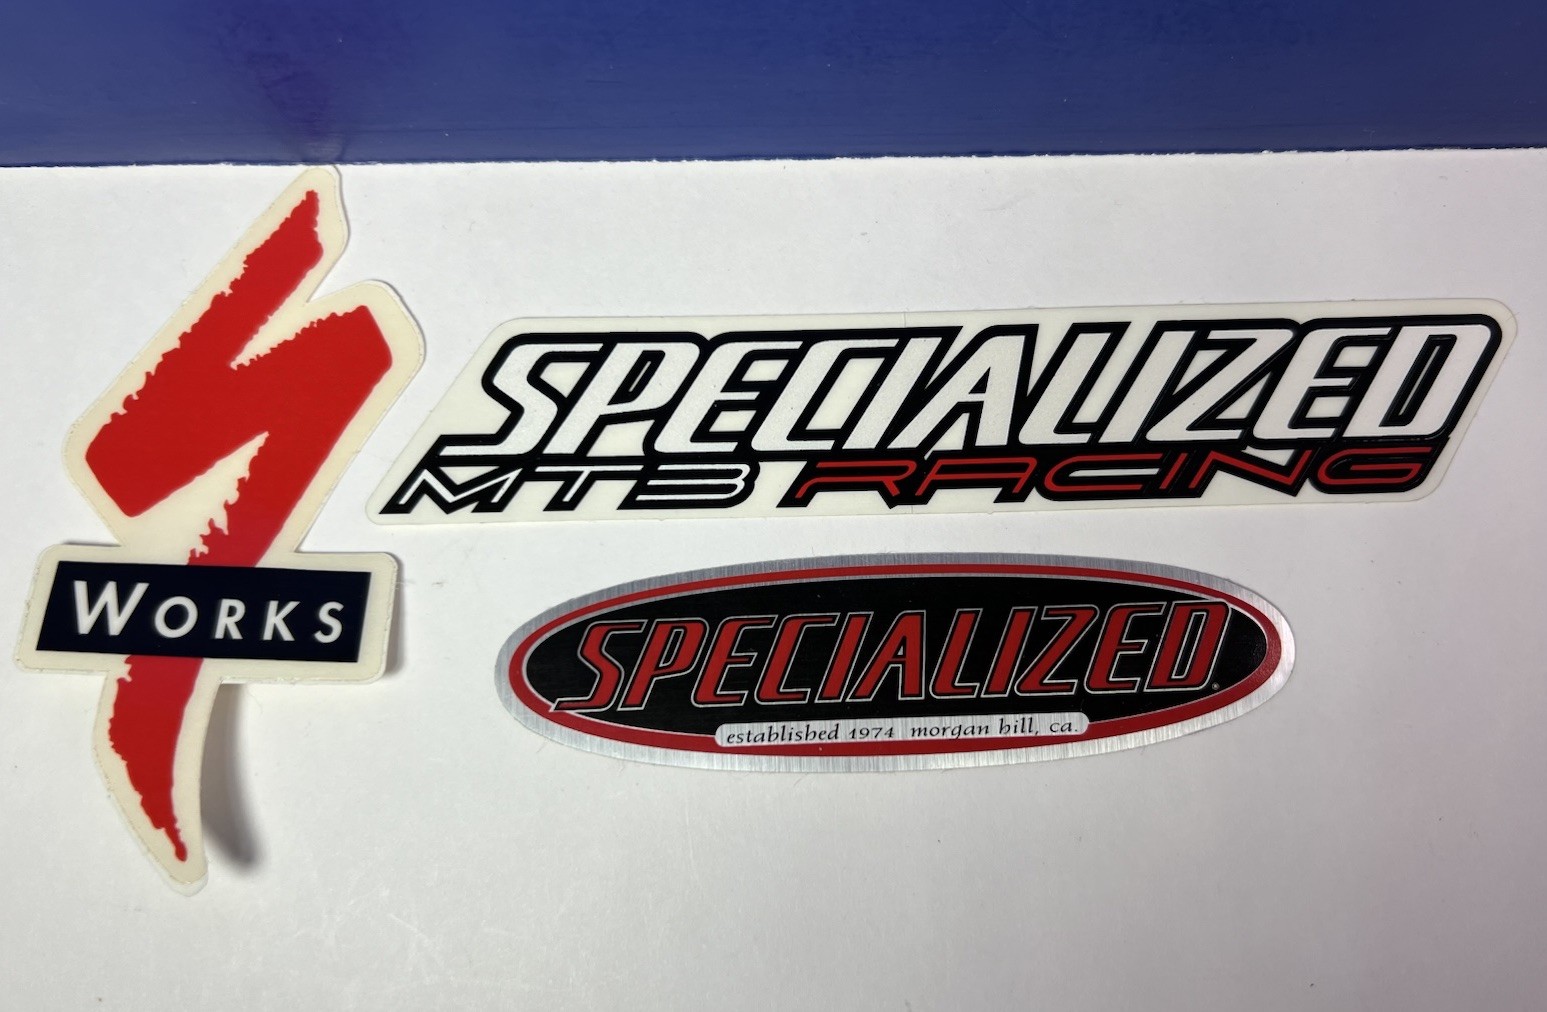 WORKS
SPECIALIZED
MTB RACING
SPECIALIZED
established 1974 morgan hill, ca.